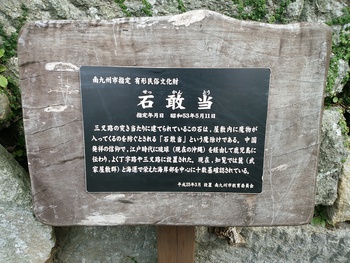 南九州市指定 有形民俗文化財
せっ かん とう
石敢当
指定年月日 昭和53年5月11日
三叉路の突き当たりに建てられているこの石は、屋敷内に魔物が
入ってくるのを防ぐとされる「石敢当」という魔除けである。中国
発祥の信仰で、江戸時代に琉球（現在の沖縄）を経由して鹿児島に
伝わり、よく丁字路や三叉路に設置された。現在、知覧では麓（武
家屋敷群）と海運で栄えた海岸部を中心に十数基確認されている。
平成25年3月 設置 南九州市教育委員会